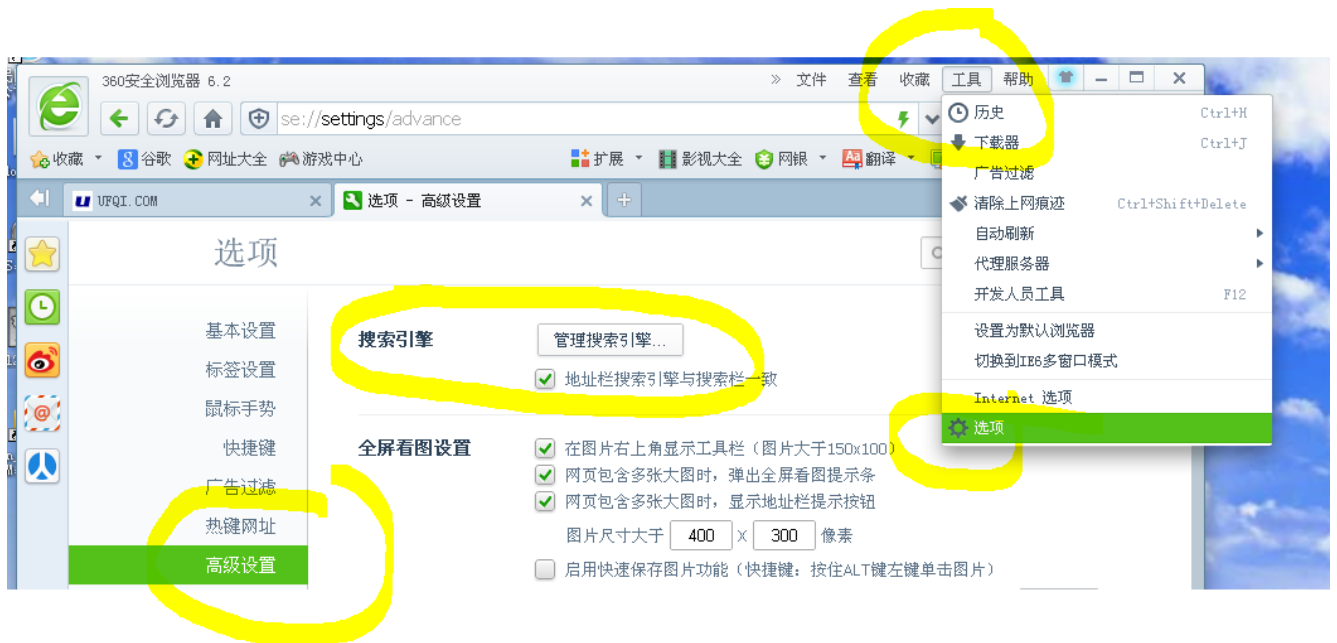 360安全浏览器 6.2
» 文件 查看 收藏 工具 帮助
se://settings/advance
收藏 谷歌 网址大全 游戏中心 扩展 影视大全 网银 翻译
UFQI.COM 选项 - 高级设置
历史 Ctrl+H
下载器 Ctrl+J
广告过滤
清除上网痕迹 Ctrl+Shift+Delete
自动刷新
代理服务器
开发人员工具 F12
设置为默认浏览器
切换到IE6多窗口模式
Internet 选项
选项
选项
基本设置
标签设置
鼠标手势
快捷键
广告过滤
热键网址
高级设置
搜索引擎 管理搜索引擎...
地址栏搜索引擎与搜索栏一致
全屏看图设置 在图片右上角显示工具栏（图片大于150x100）
网页包含多张大图时，弹出全屏看图提示条
网页包含多张大图时，显示地址栏提示按钮
图片尺寸大于 400 X 300 像素
启用快速保存图片功能（快捷键：按住ALT键左键单击图片）